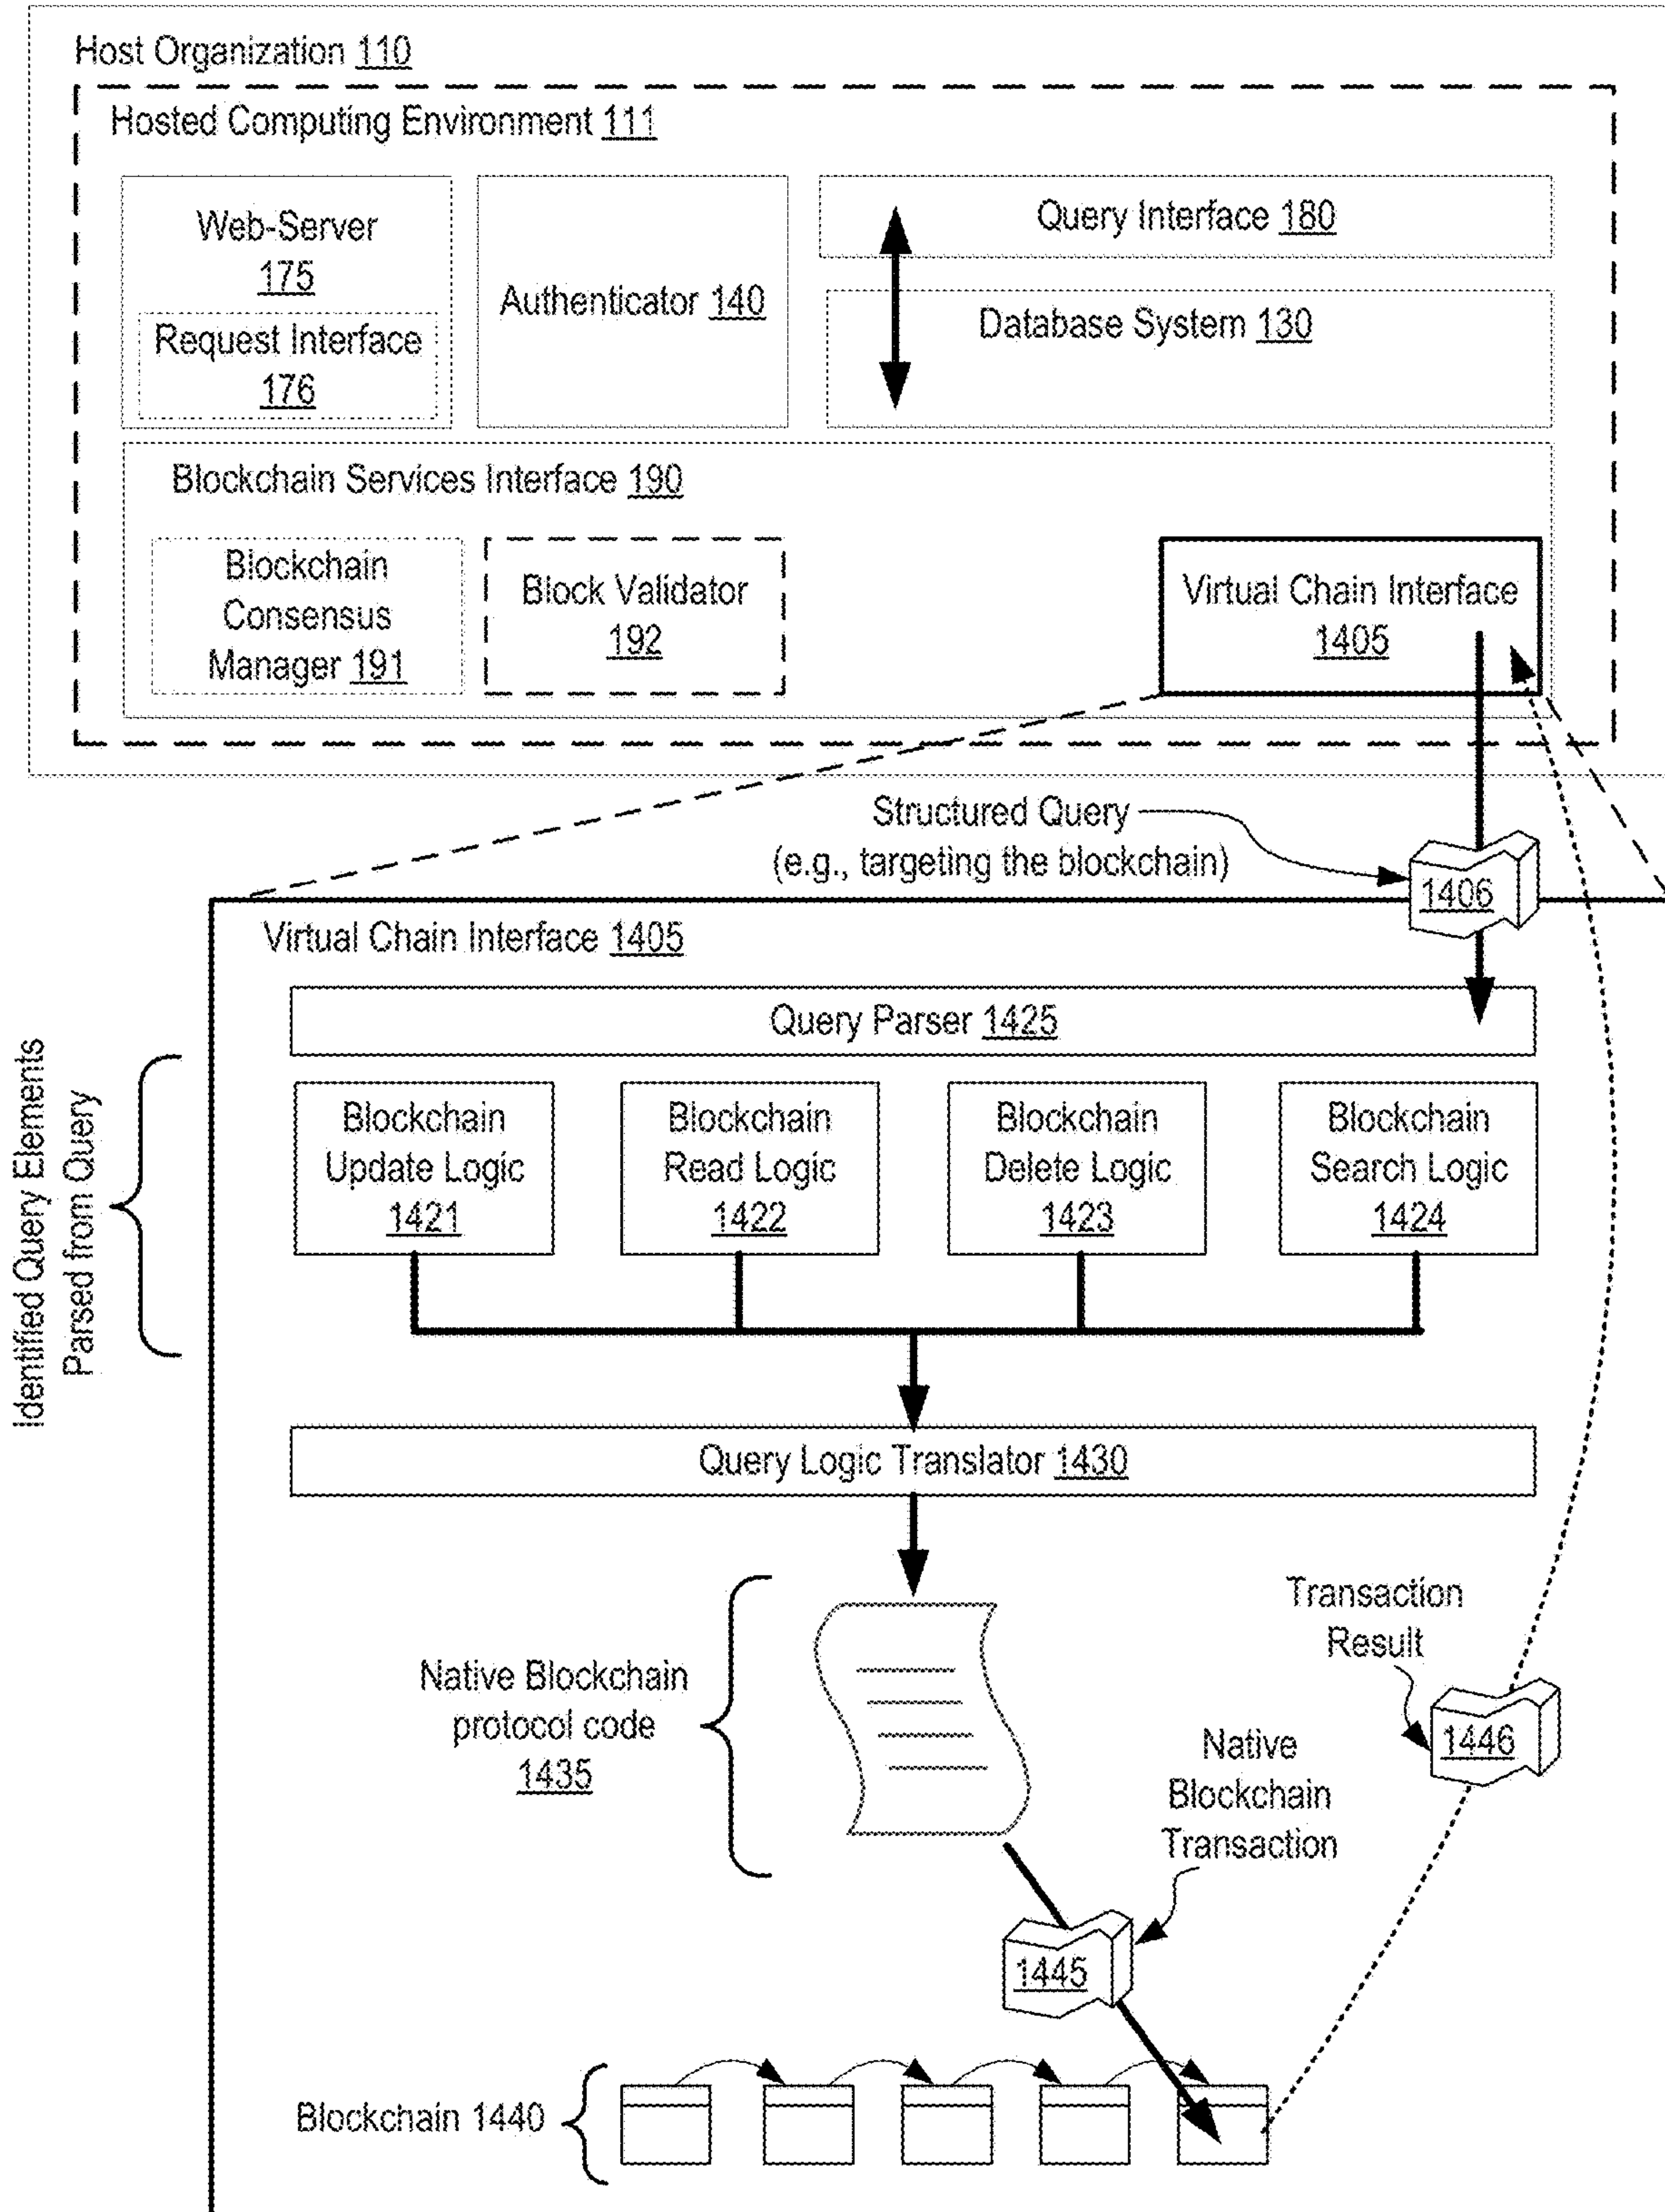 Host Organization 110
Hosted Computing Environment 111
Web-Server
175
Request Interface
176
Authenticator 140
Query Interface 180
Database System 130
Blockchain Services Interface 190
Blockchain
Consensus
Manager 191
Block Validator
192
Virtual Chain Interface
1405
Structured Query
(e.g., targeting the blockchain)
1406
Virtual Chain Interface 1405
Query Parser 1425
Identified Query Elements
Parsed from Query
Blockchain
Update Logic
1421
Blockchain
Read Logic
1422
Blockchain
Delete Logic
1423
Blockchain
Search Logic
1424
Query Logic Translator 1430
Native Blockchain
protocol code
1435
Transaction
Result
1446
Native
Blockchain
Transaction
1445
Blockchain 1440